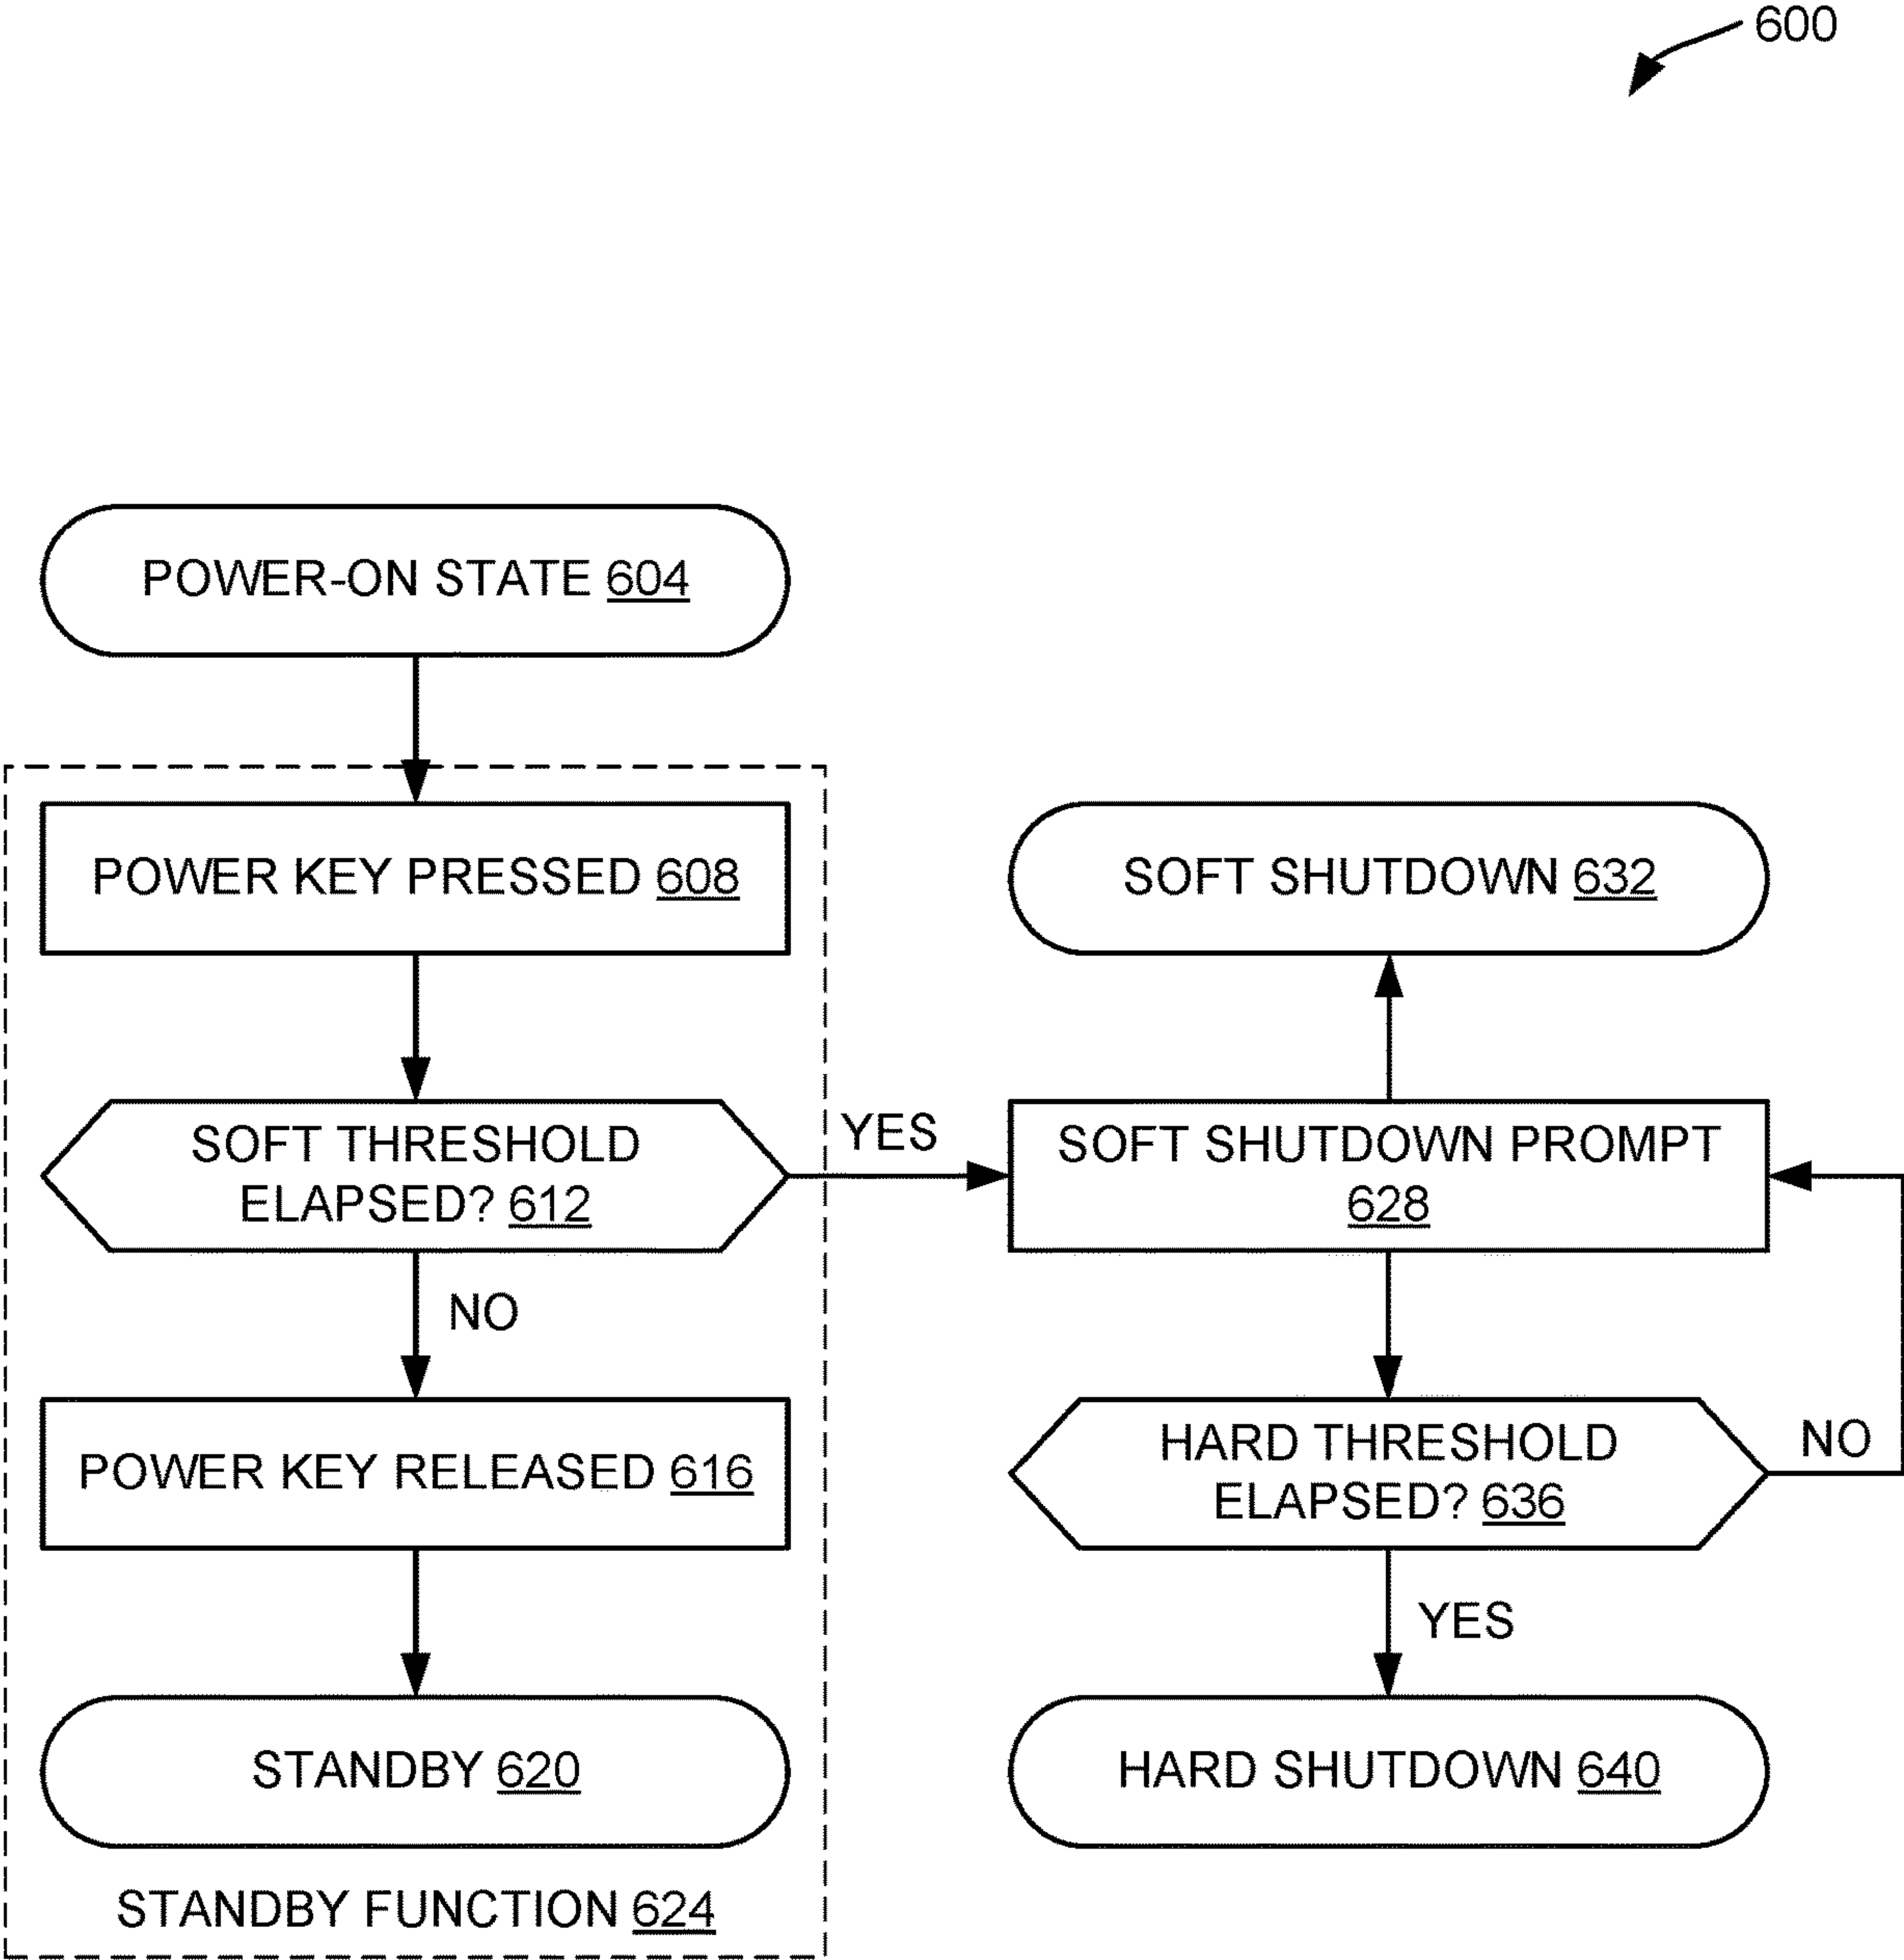 600
POWER-ON STATE 604
POWER KEY PRESSED 608
SOFT THRESHOLD
ELAPSED? 612
YES
NO
POWER KEY RELEASED 616
STANDBY 620
STANDBY FUNCTION 624
SOFT SHUTDOWN 632
SOFT SHUTDOWN PROMPT
628
HARD THRESHOLD
ELAPSED? 636
NO
YES
HARD SHUTDOWN 640